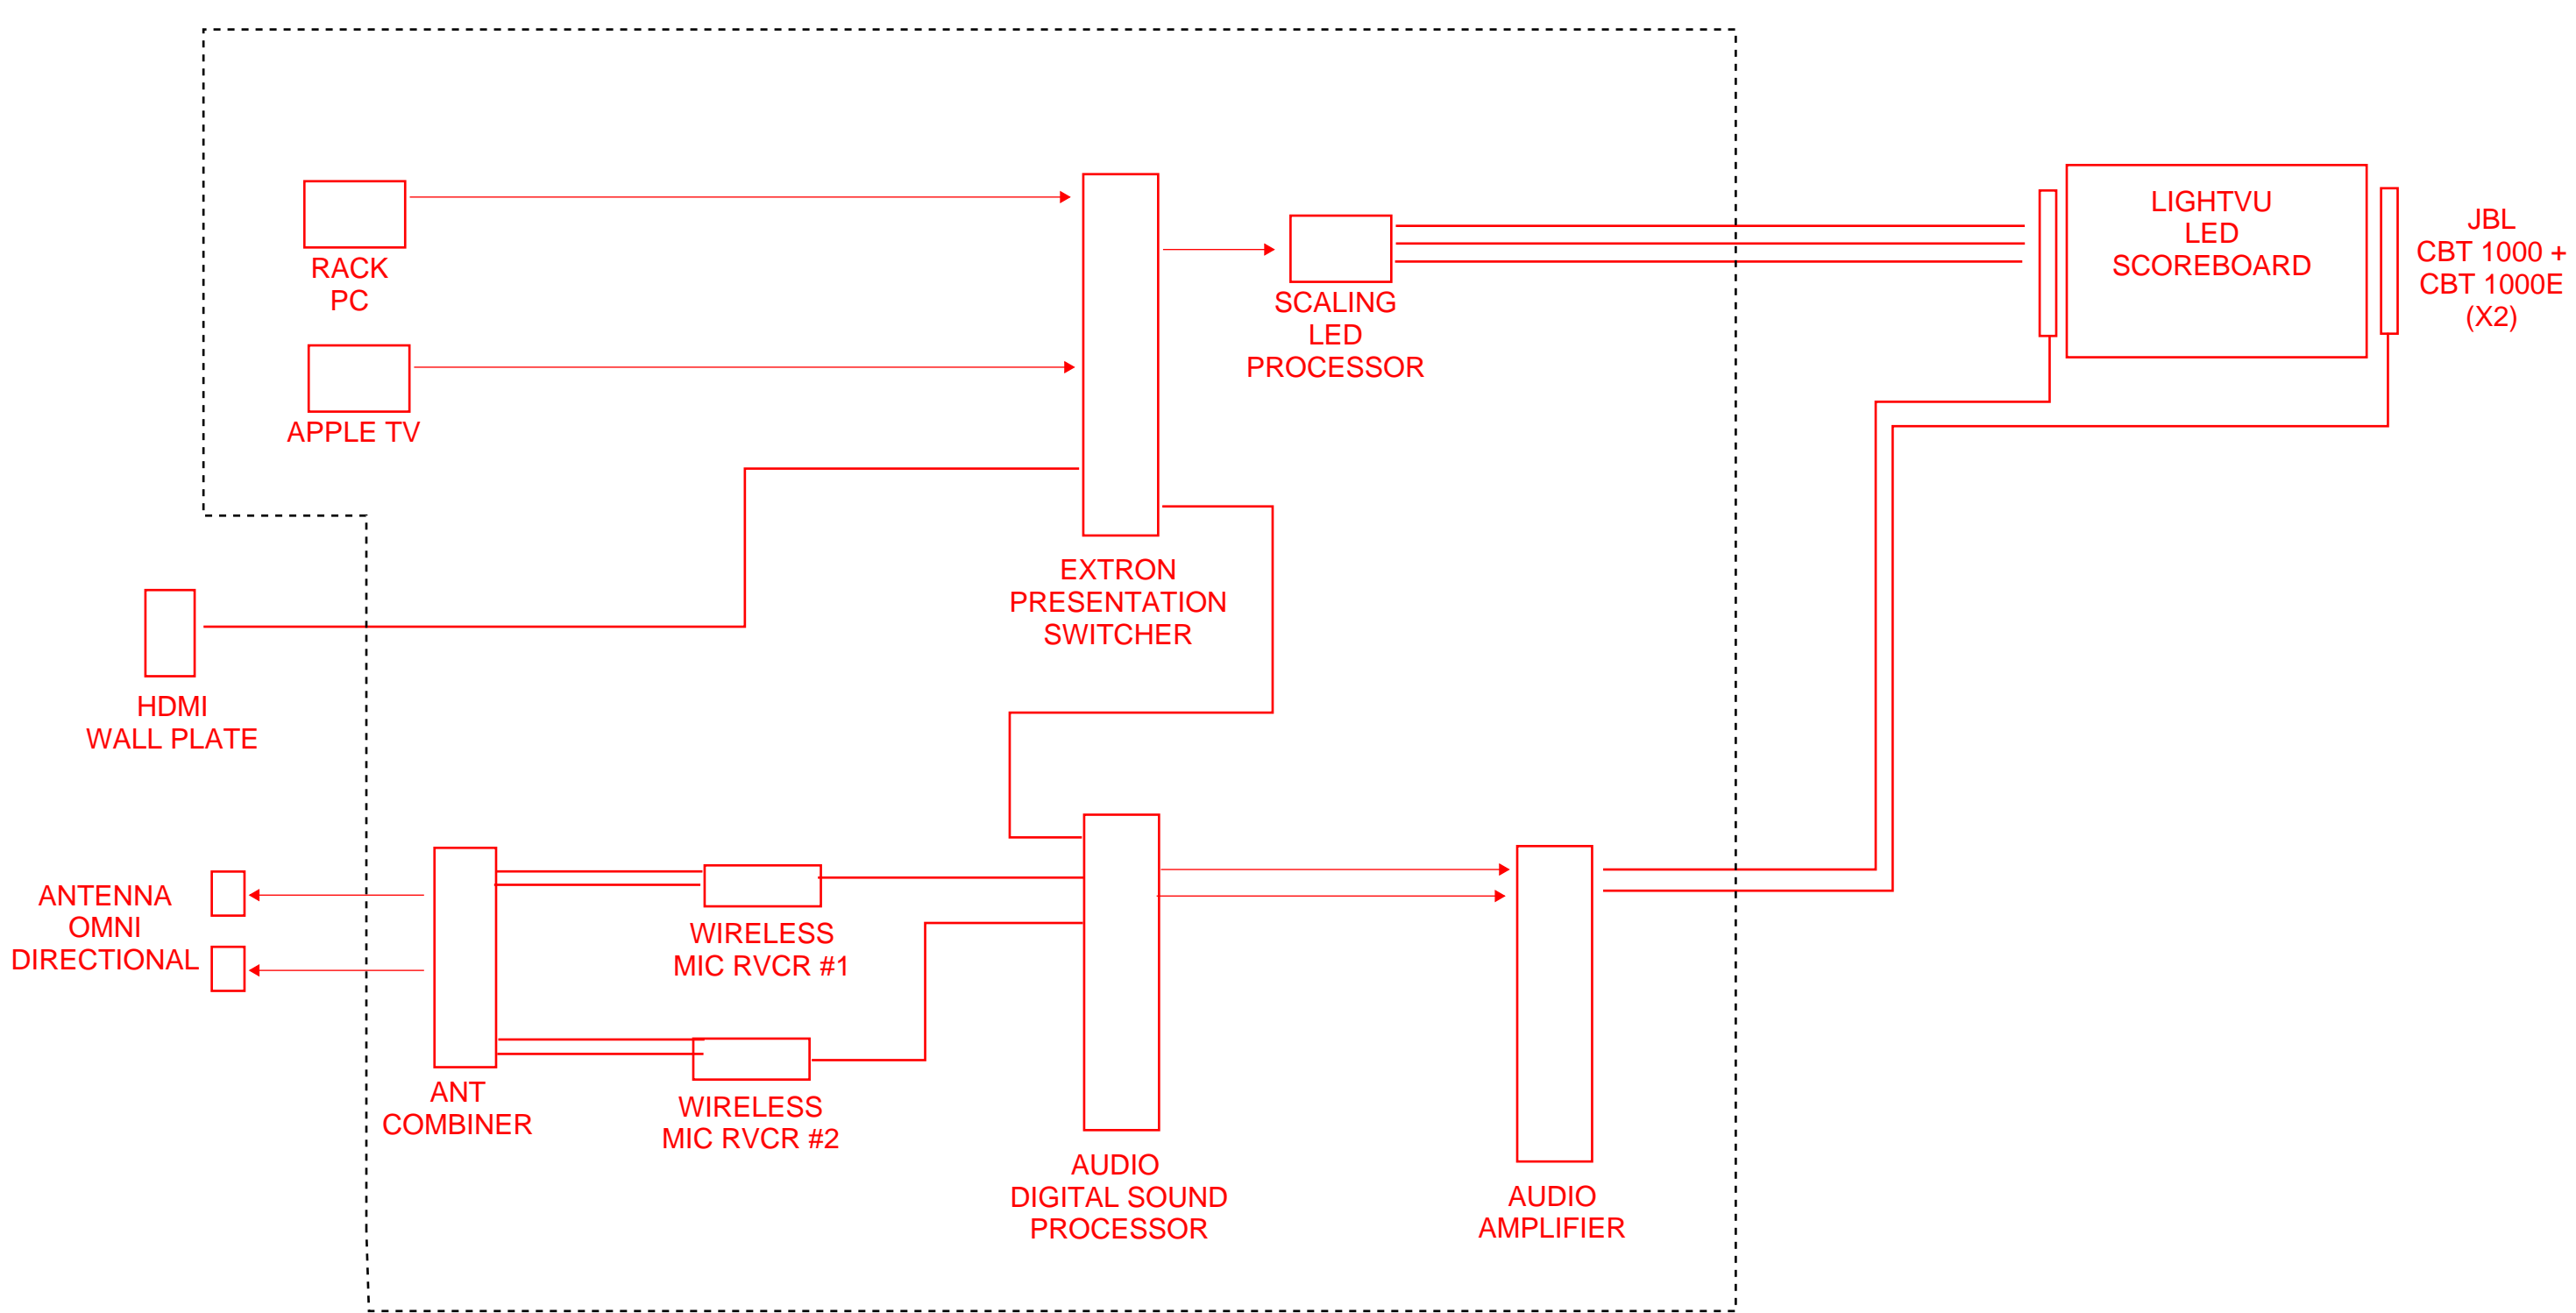 RACK
PC
APPLE TV
SCALING
LED
PROCESSOR
LIGHTVU
LED
SCOREBOARD
JBL
CBT 1000 +
CBT 1000E
(X2)
EXTRON
PRESENTATION
SWITCHER
HDMI
WALL PLATE
ANTENNA
OMNI
DIRECTIONAL
ANT
COMBINER
WIRELESS
MIC RVCR #1
WIRELESS
MIC RVCR #2
AUDIO
DIGITAL SOUND
PROCESSOR
AUDIO
AMPLIFIER